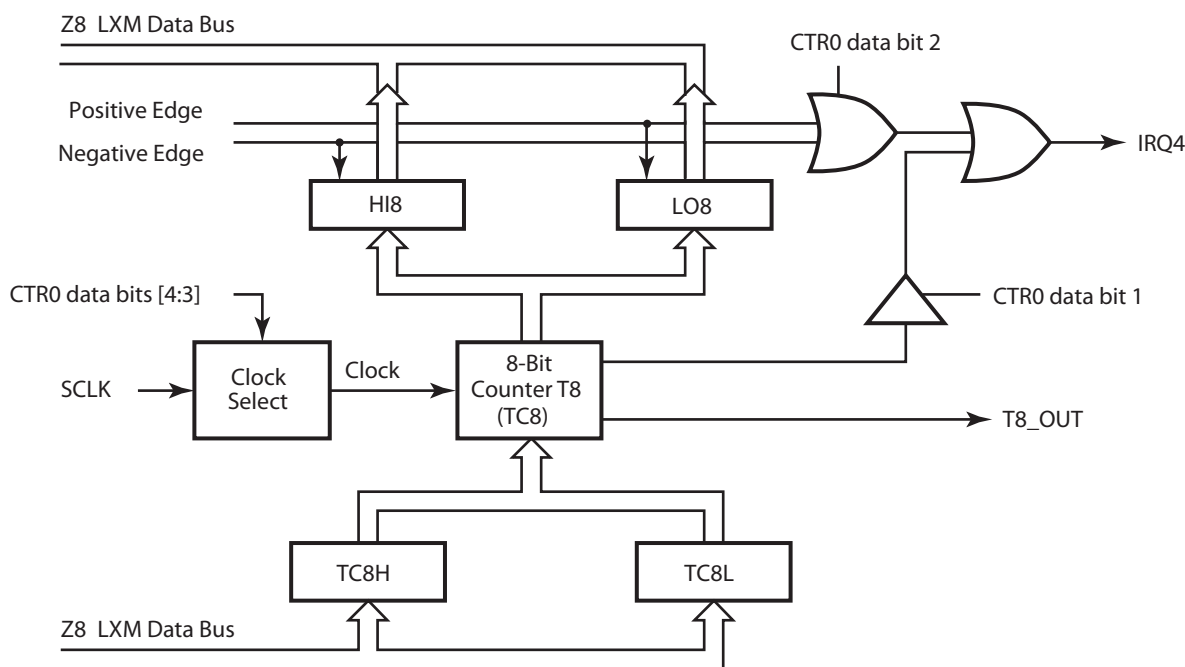 Z8 LXM Data Bus
CTR0 data bit 2
Positive Edge
Negative Edge
IRQ4
HI8
LO8
CTR0 data bits [4:3]
CTR0 data bit 1
SCLK
Clock
Select
Clock
8-Bit
Counter T8
(TC8)
T8_OUT
TC8H
TC8L
Z8 LXM Data Bus